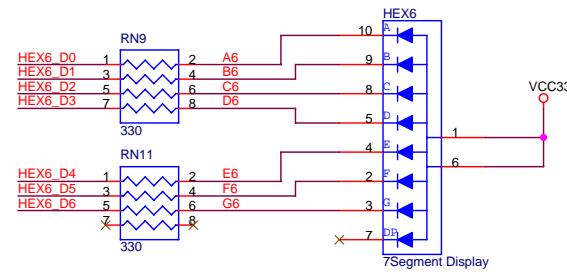 HEX6
RN9
HEX6_D0 1 2 A6 10 A
HEX6_D1 3 4 B6 9 B
HEX6_D2 5 6 C6 8 C
HEX6_D3 7 8 D6 5 D
330
VCC33
1
6
RN11
HEX6_D4 1 2 E6 4 E
HEX6_D5 3 4 F6 2 F
HEX6_D6 5 6 G6 3 G
7 8 7 DP
330
7Segment Display